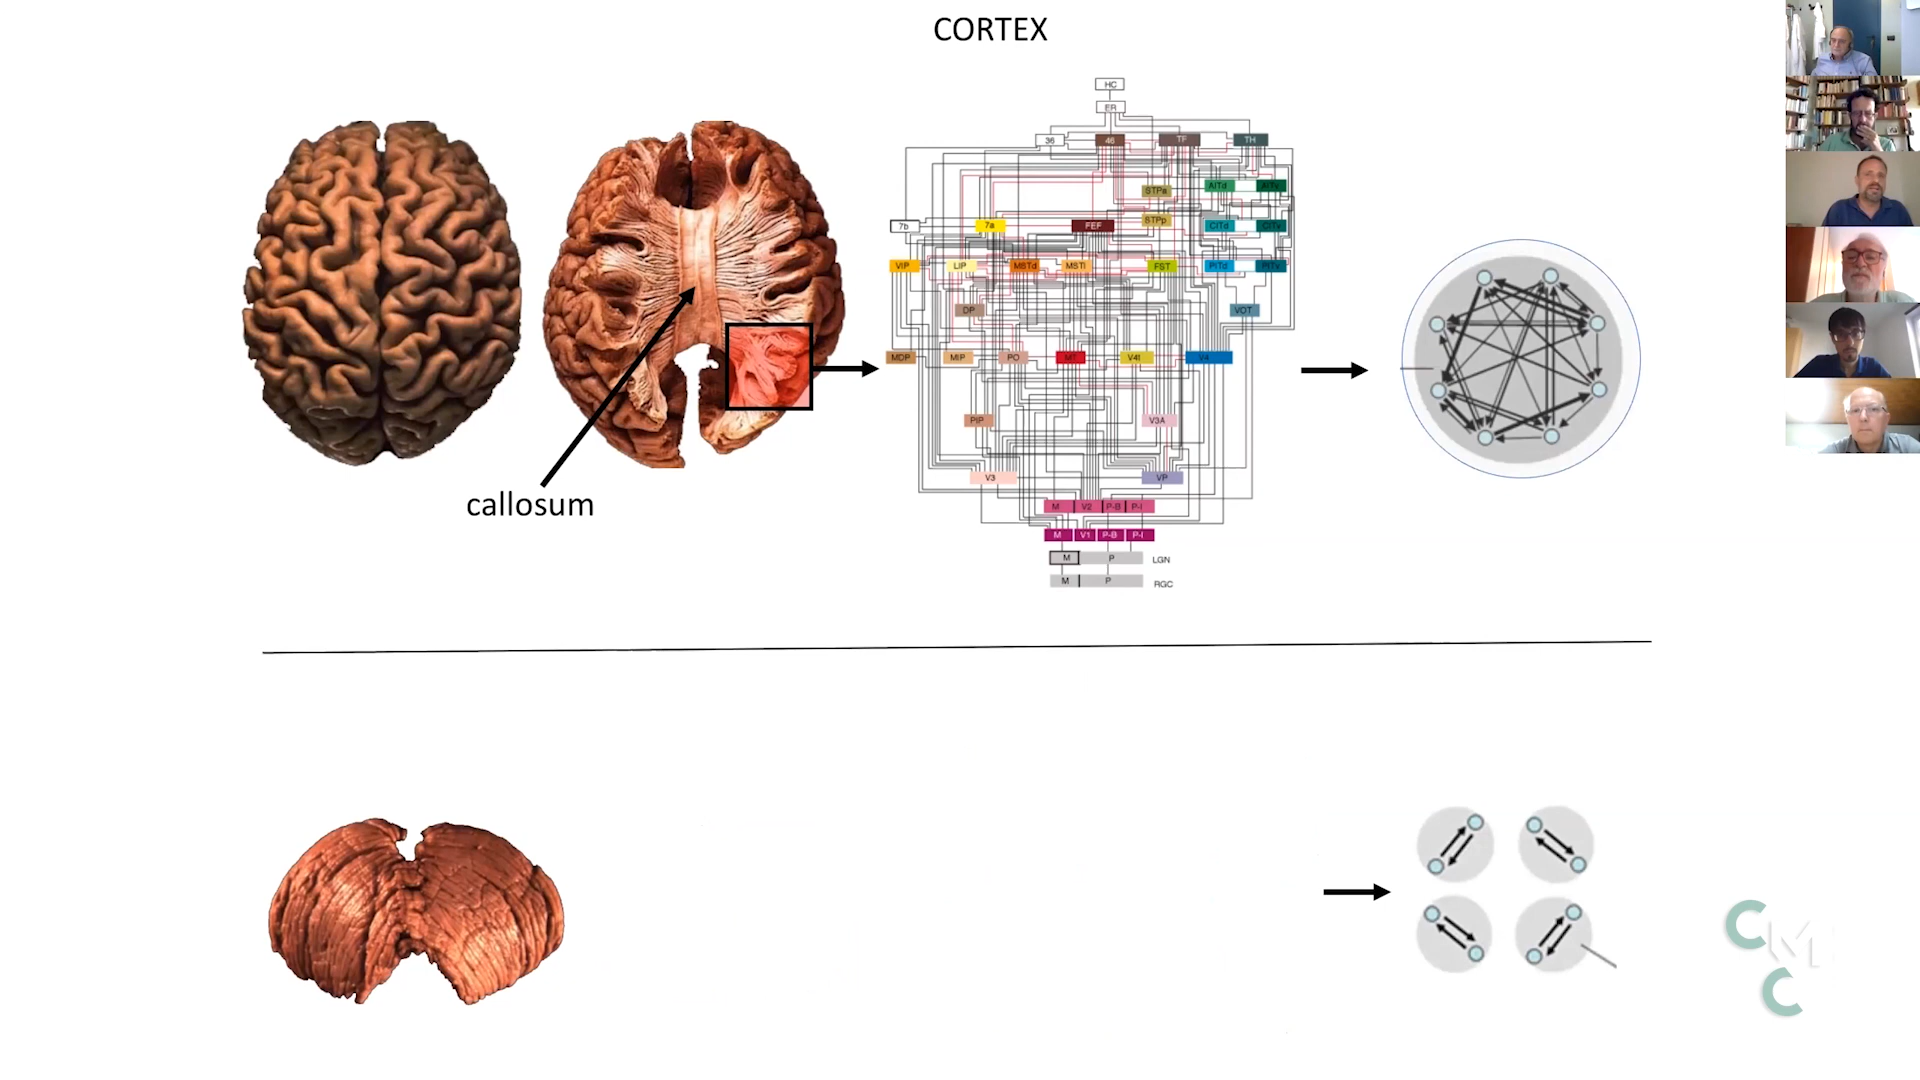 CORTEX
HC
ER
36 46 TF TH
STPa AITd AITv
7b 7a FEF STPp CITd CITv
VIP LIP MSTd MSTl FST PITd PITv
DP VOT
MDP MIP PO MT V4t V4
PIP V3A
V3 VP
M V2 P-B P-I
M V1 P-B P-I
M P LGN
M P RGC
callosum
CMC